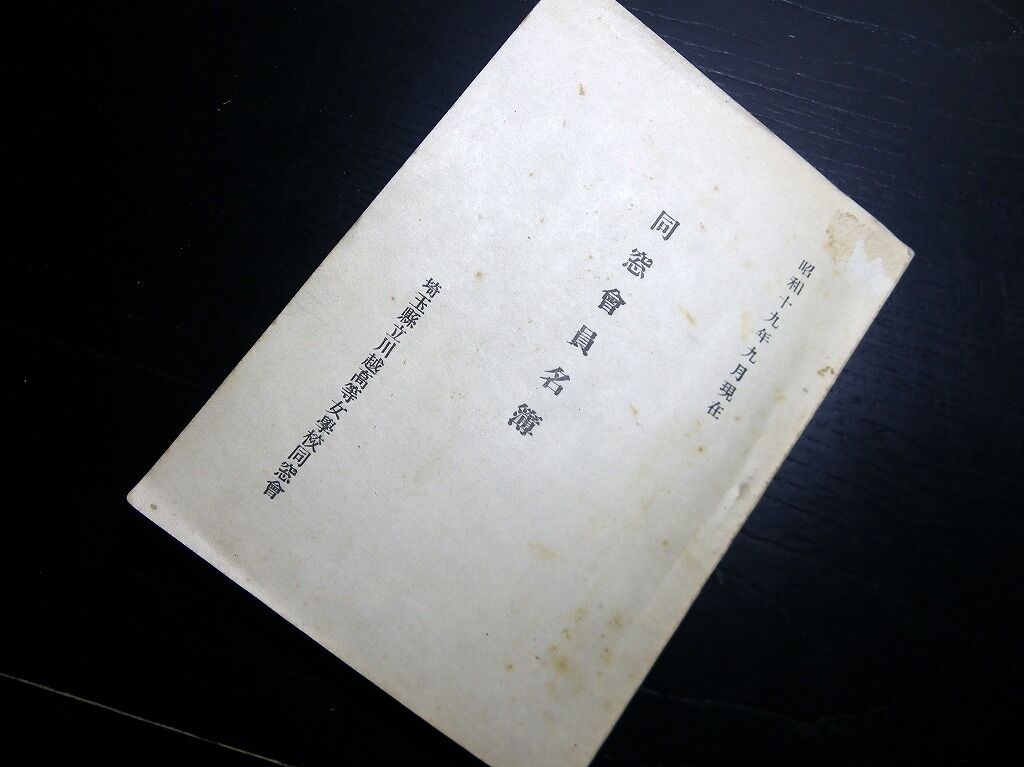 昭和十九年九月現在
同窓會員名簿
埼玉縣立川越高等女學校同窓會